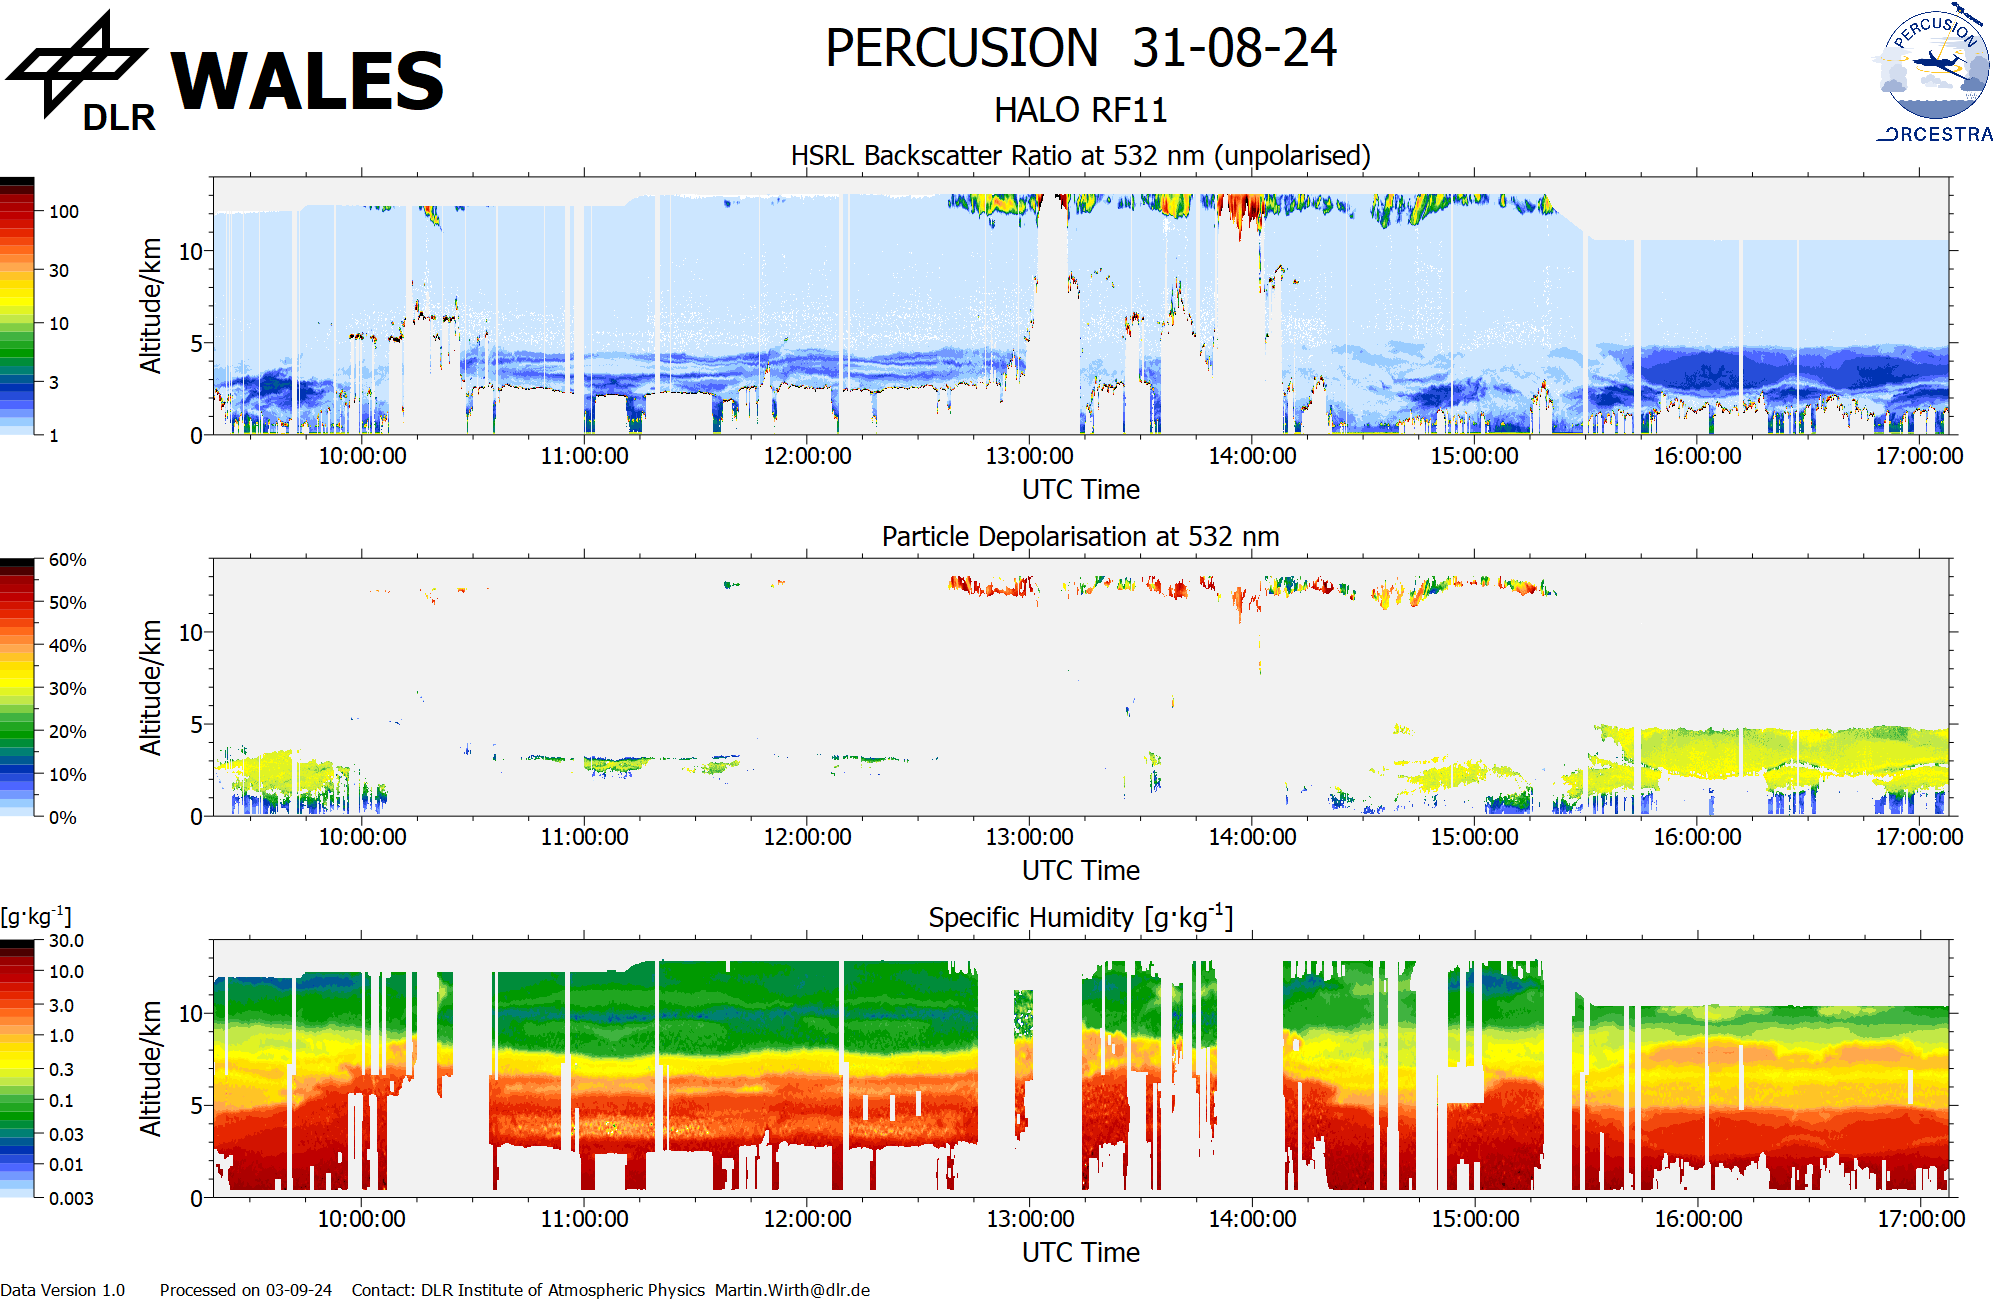 DLR
WALES
PERCUSION 31-08-24
HALO RF11
PERCUSION
ORCESTRA
HSRL Backscatter Ratio at 532 nm (unpolarised)
100
30
10
3
1
Altitude/km
10
5
0
10:00:00 11:00:00 12:00:00 13:00:00 14:00:00 15:00:00 16:00:00 17:00:00
UTC Time
Particle Depolarisation at 532 nm
60%
50%
40%
30%
20%
10%
0%
Altitude/km
10
5
0
10:00:00 11:00:00 12:00:00 13:00:00 14:00:00 15:00:00 16:00:00 17:00:00
UTC Time
Specific Humidity [g·kg⁻¹]
[g·kg⁻¹]
30.0
10.0
3.0
1.0
0.3
0.1
0.03
0.01
0.003
Altitude/km
10
5
0
10:00:00 11:00:00 12:00:00 13:00:00 14:00:00 15:00:00 16:00:00 17:00:00
UTC Time
Data Version 1.0 Processed on 03-09-24 Contact: DLR Institute of Atmospheric Physics Martin.Wirth@dlr.de